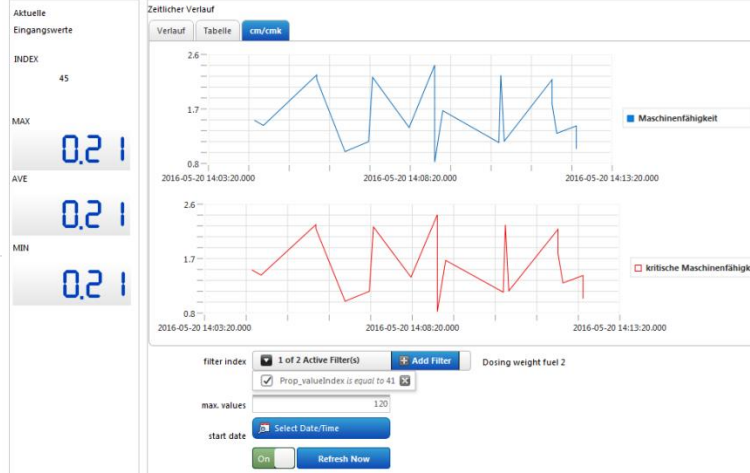 Aktuelle
Eingangswerte
INDEX
45
MAX
0.21
AVE
0.21
MIN
0.21
Zeitlicher Verlauf
Verlauf Tabelle cm/cmk
2.6
1.7
0.8
2016-05-20 14:03:20.000 2016-05-20 14:08:20.000 2016-05-20 14:13:20.000
Maschinenfähigkeit
2.6
1.7
0.8
2016-05-20 14:03:20.000 2016-05-20 14:08:20.000 2016-05-20 14:13:20.000
kritische Maschinenfähigk
filter index 1 of 2 Active Filter(s) Add Filter Dosing weight fuel 2
Prop_valueIndex is equal to 41
max. values 120
start date Select Date/Time
On Refresh Now